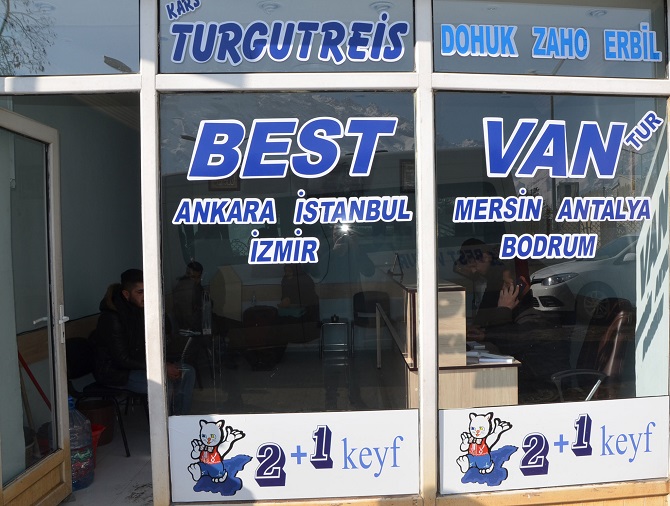 KARS
TURGUTREİS
DOHUK ZAHO ERBİL
BEST
ANKARA İSTANBUL
İZMİR
VAN TUR
MERSİN ANTALYA
BODRUM
2+1 keyf
2+1 keyf